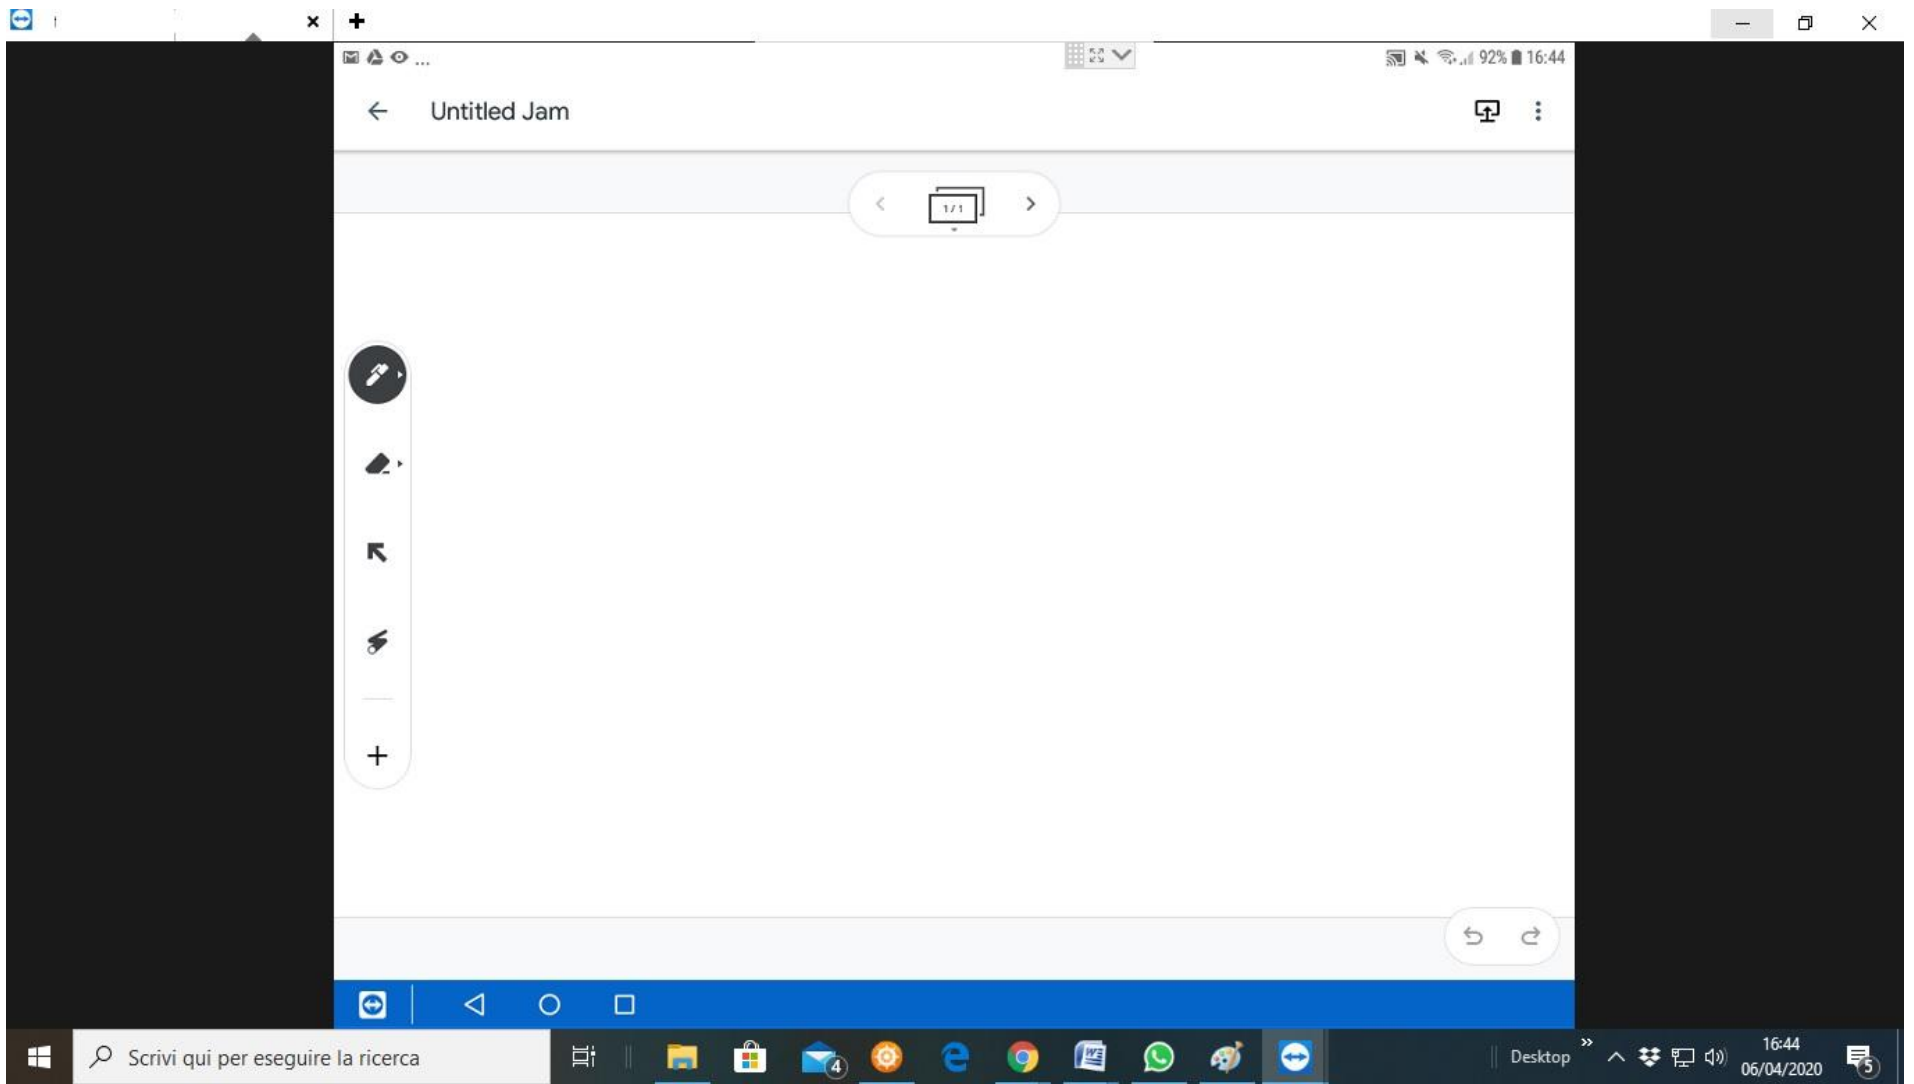 ... 92% 16:44
Untitled Jam
1/1
Scrivi qui per eseguire la ricerca
4
Desktop
16:44
06/04/2020
5